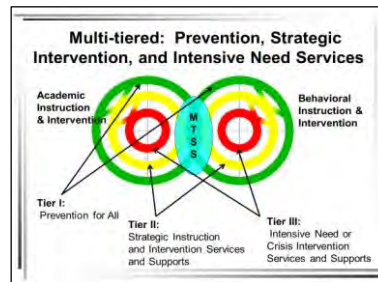 Multi-tiered: Prevention, Strategic
Intervention, and Intensive Need Services
Academic
Instruction
& Intervention
Behavioral
Instruction &
Intervention
M
T
S
S
Tier I:
Prevention for All
Tier II:
Strategic Instruction
and Intervention Services
and Supports
Tier III:
Intensive Need or
Crisis Intervention
Services and Supports